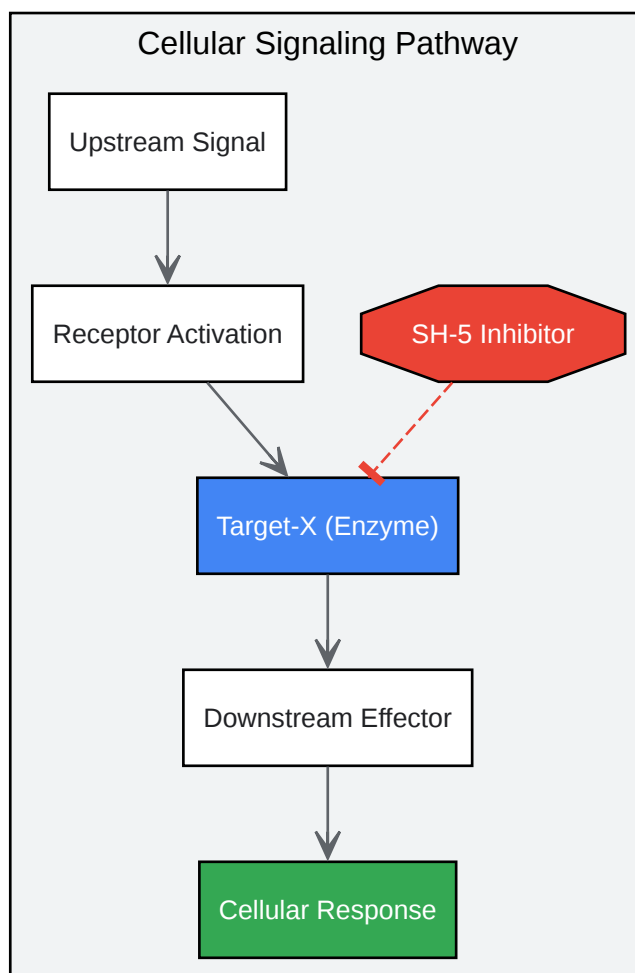 Cellular Signaling Pathway
Upstream Signal
Receptor Activation
SH-5 Inhibitor
Target-X (Enzyme)
Downstream Effector
Cellular Response